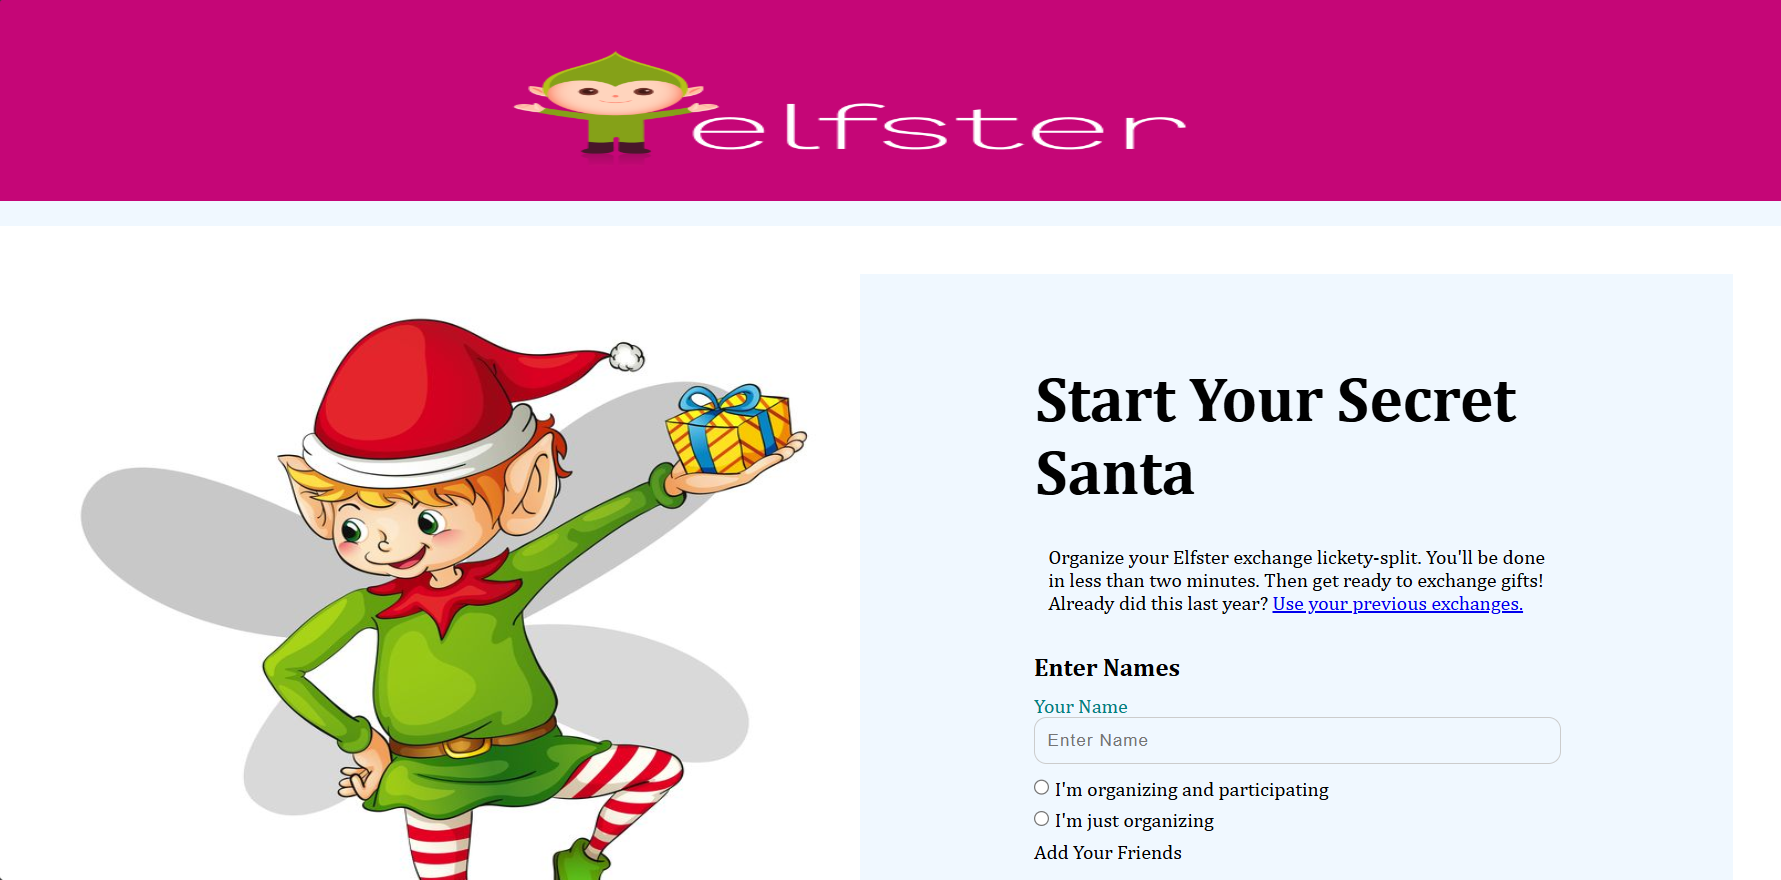 elfster
Start Your Secret
Santa
Organize your Elfster exchange lickety-split. You'll be done
in less than two minutes. Then get ready to exchange gifts!
Already did this last year? Use your previous exchanges.
Enter Names
Your Name
Enter Name
I'm organizing and participating
I'm just organizing
Add Your Friends